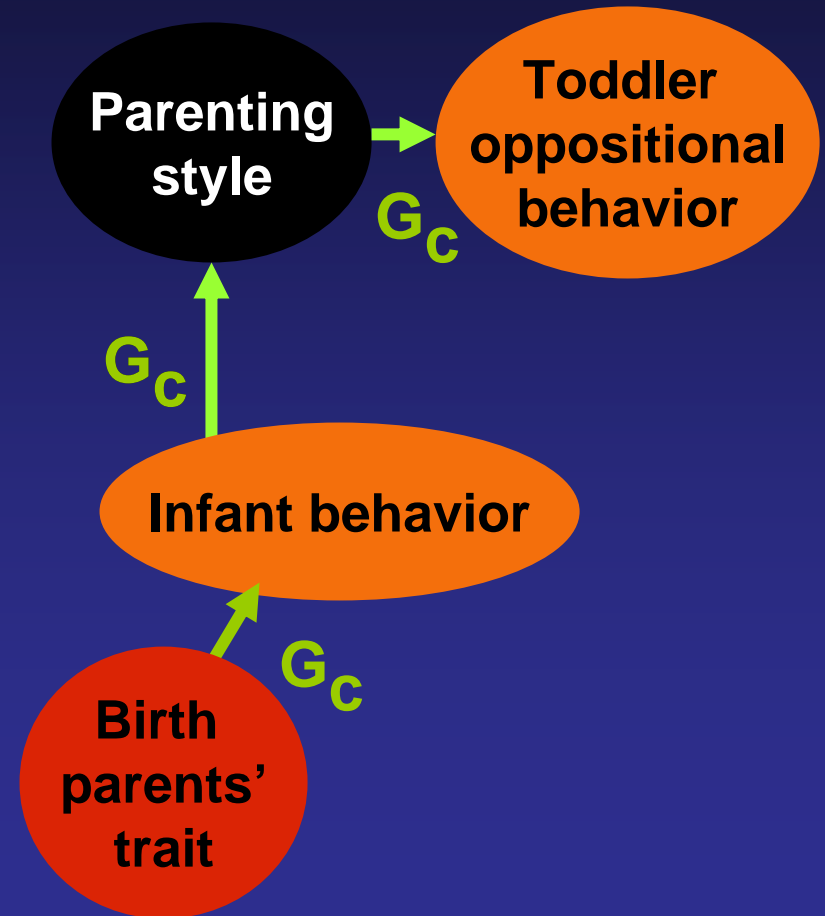 Parenting
style
Toddler
oppositional
behavior
Gc
Gc
Infant behavior
Gc
Birth
parents’
trait